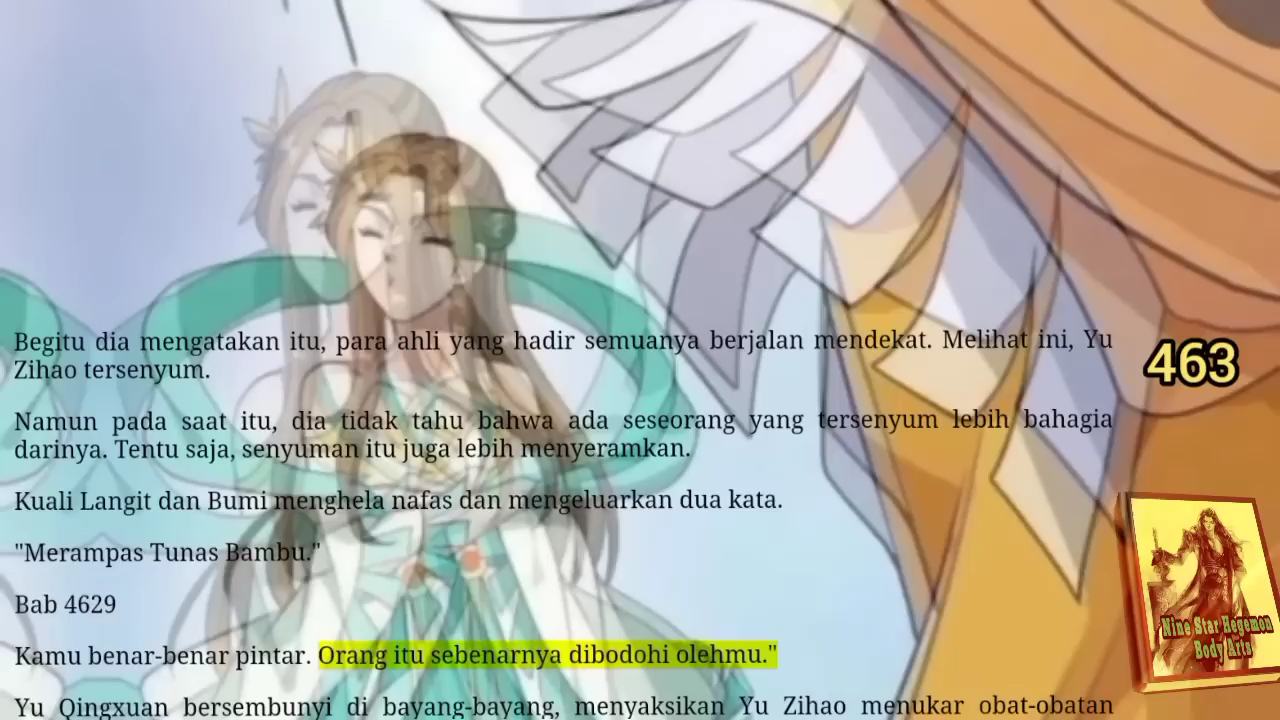 Begitu dia mengatakan itu, para ahli yang hadir semuanya berjalan mendekat. Melihat ini, Yu
Zihao tersenyum.
463
Namun pada saat itu, dia tidak tahu bahwa ada seseorang yang tersenyum lebih bahagia
darinya. Tentu saja, senyuman itu juga lebih menyeramkan.
Kuali Langit dan Bumi menghela nafas dan mengeluarkan dua kata.
"Merampas Tunas Bambu."
Bab 4629
Kamu benar-benar pintar. Orang itu sebenarnya dibodohi olehmu."
Yu Qingxuan bersembunyi di bayang-bayang, menyaksikan Yu Zihao menukar obat-obatan
Nine Star Hegemon
Body Arts